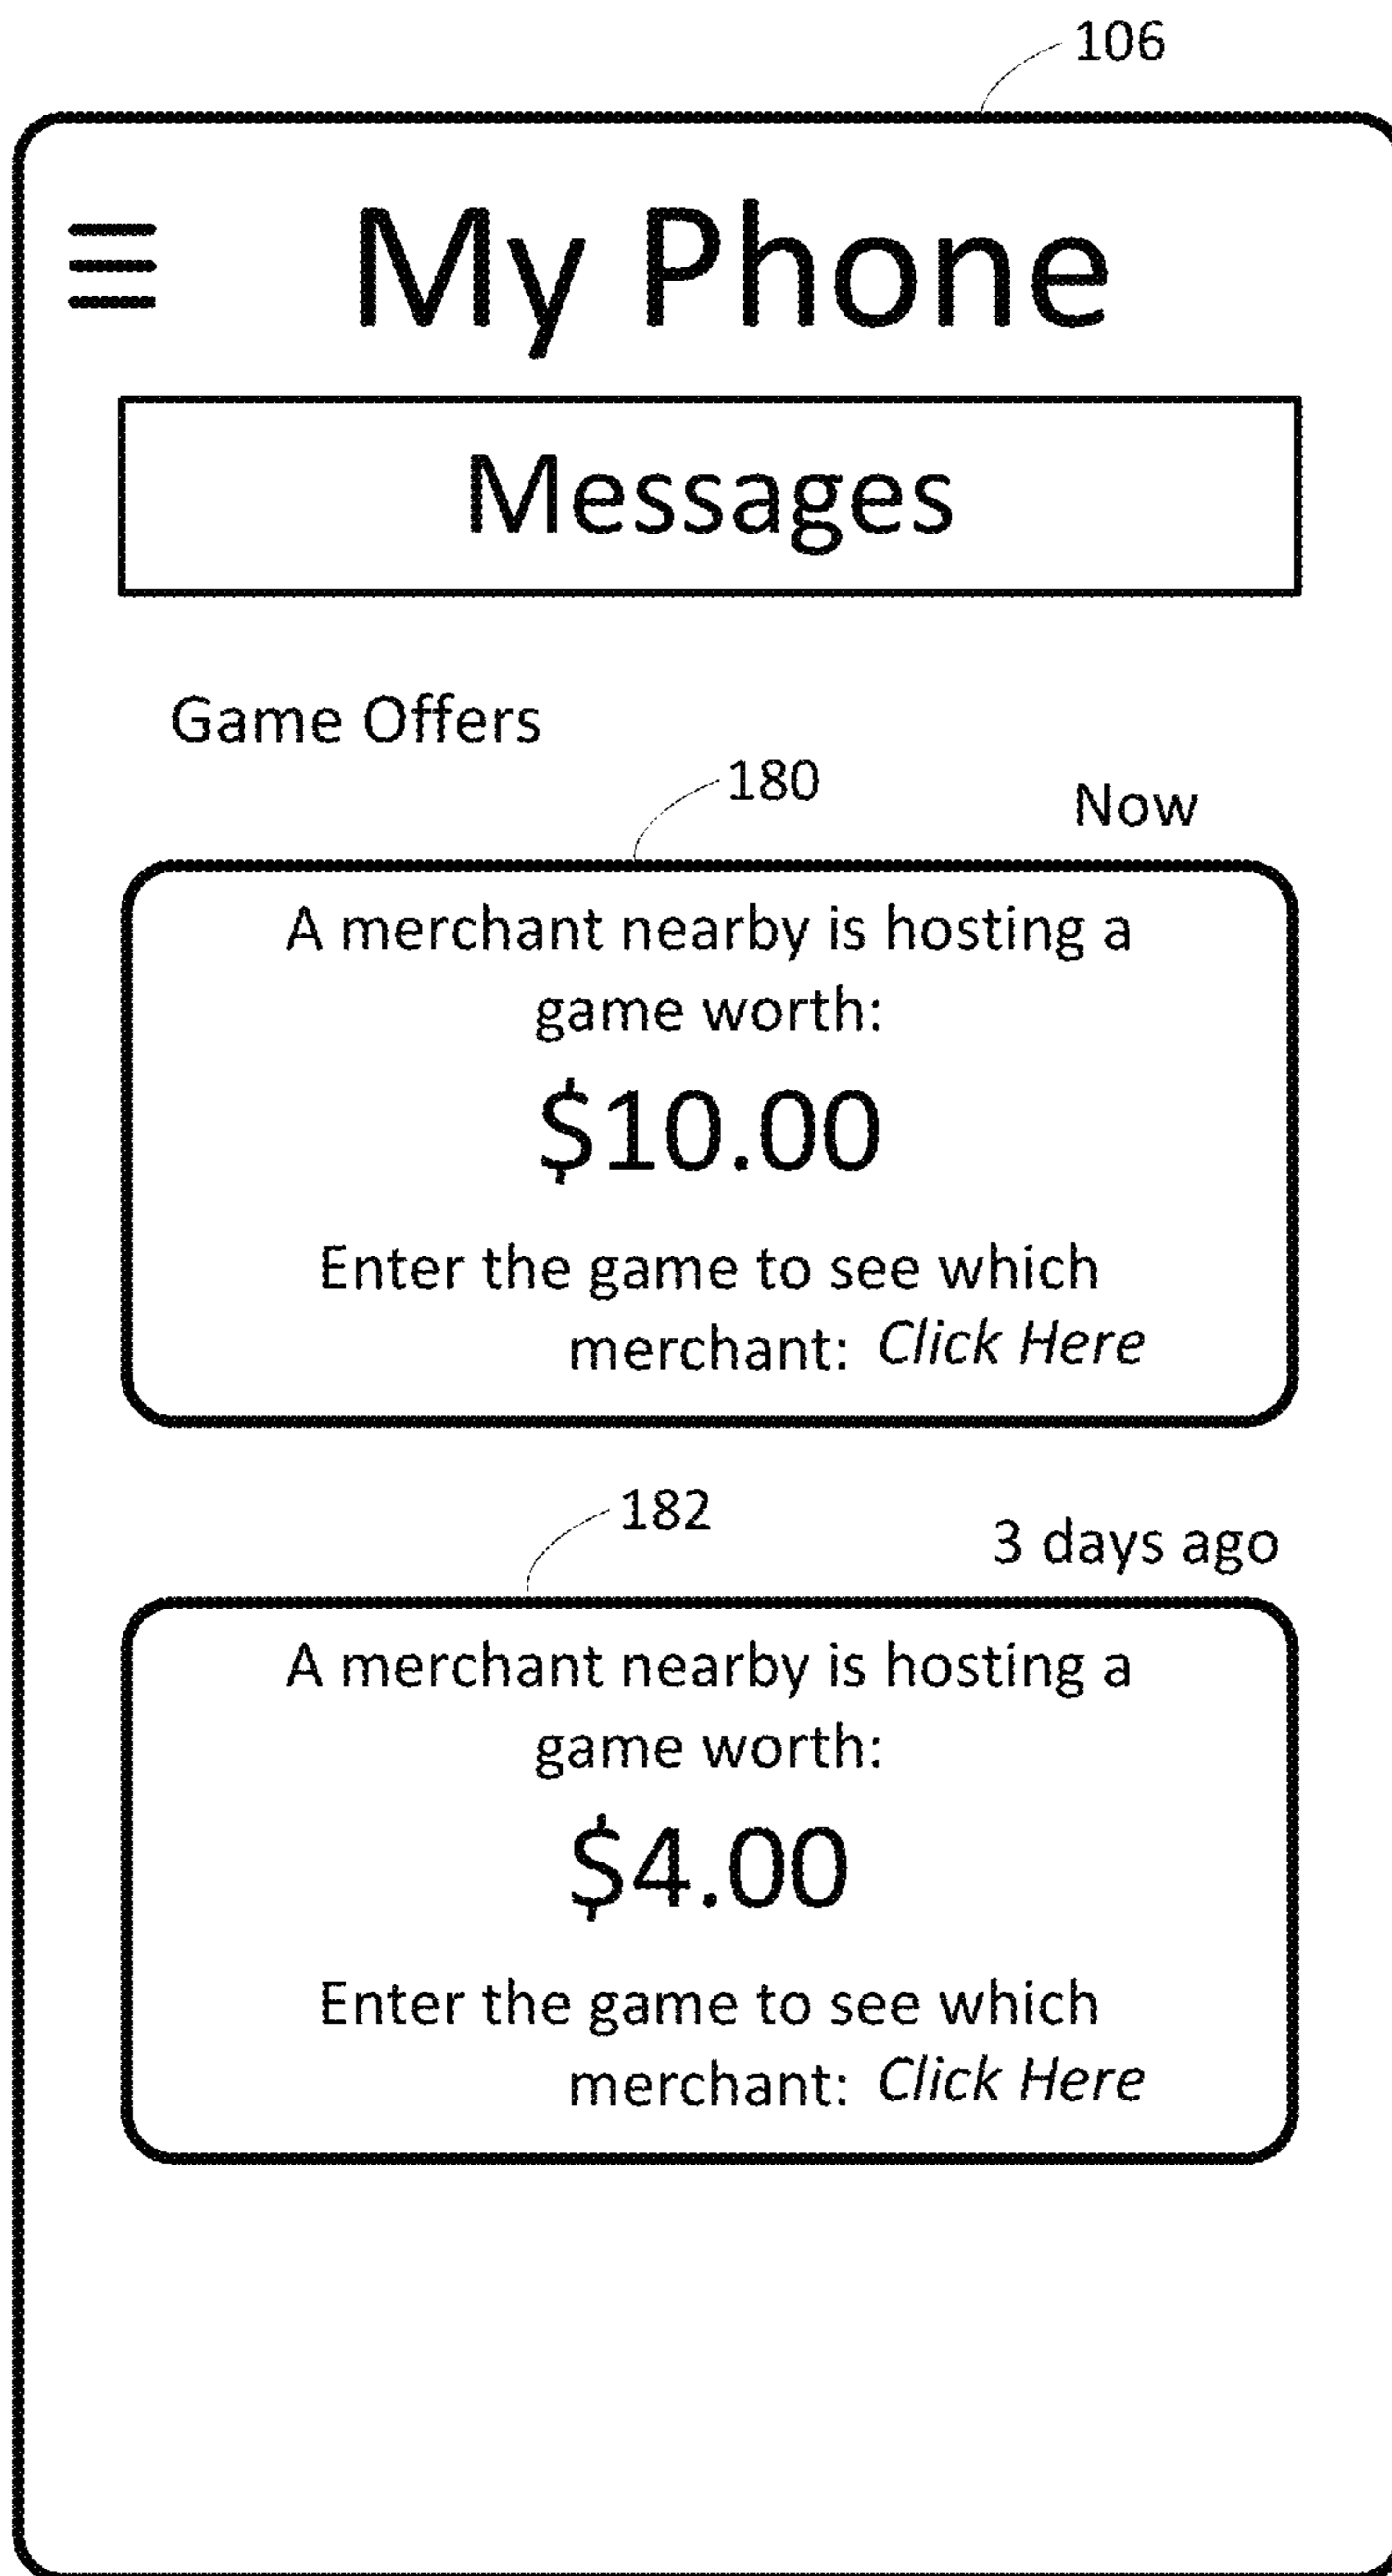 106
My Phone
Messages
Game Offers
180
Now
A merchant nearby is hosting a
game worth:
$10.00
Enter the game to see which
merchant: Click Here
182
3 days ago
A merchant nearby is hosting a
game worth:
$4.00
Enter the game to see which
merchant: Click Here